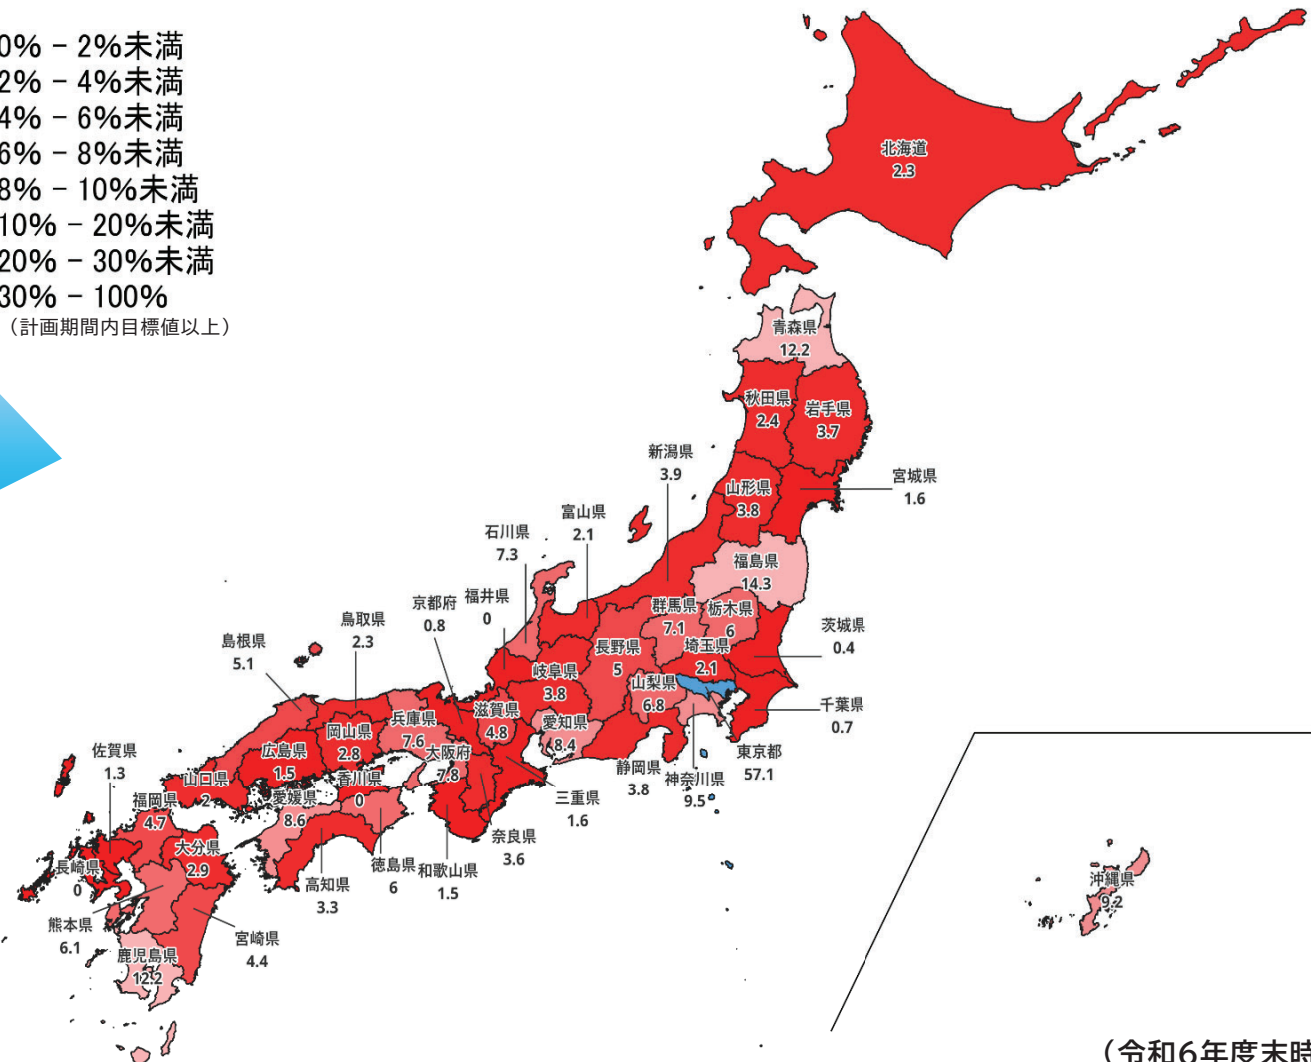 0% - 2%未満
2% - 4%未満
4% - 6%未満
6% - 8%未満
8% - 10%未満
10% - 20%未満
20% - 30%未満
30% - 100%
（計画期間内目標値以上）
北海道
2.3
青森県
12.2
秋田県
2.4
岩手県
3.7
新潟県
3.9
山形県
3.8
宮城県
1.6
石川県
7.3
富山県
2.1
福島県
14.3
福井県
0
京都府
0.8
鳥取県
2.3
島根県
5.1
群馬県
7.1
栃木県
6
茨城県
0.4
長野県
5
埼玉県
2.1
岐阜県
3.8
山梨県
6.8
千葉県
0.7
滋賀県
4.8
愛知県
8.4
東京都
57.1
兵庫県
7.6
岡山県
2.8
広島県
1.5
大阪府
7.8
静岡県
3.8
神奈川県
9.5
佐賀県
1.3
山口県
2
香川県
0
愛媛県
8.6
三重県
1.6
福岡県
4.7
奈良県
3.6
大分県
2.9
長崎県
0
徳島県
6
和歌山県
1.5
高知県
3.3
沖縄県
9.2
熊本県
6.1
宮崎県
4.4
鹿児島県
12.2
（令和6年度末時